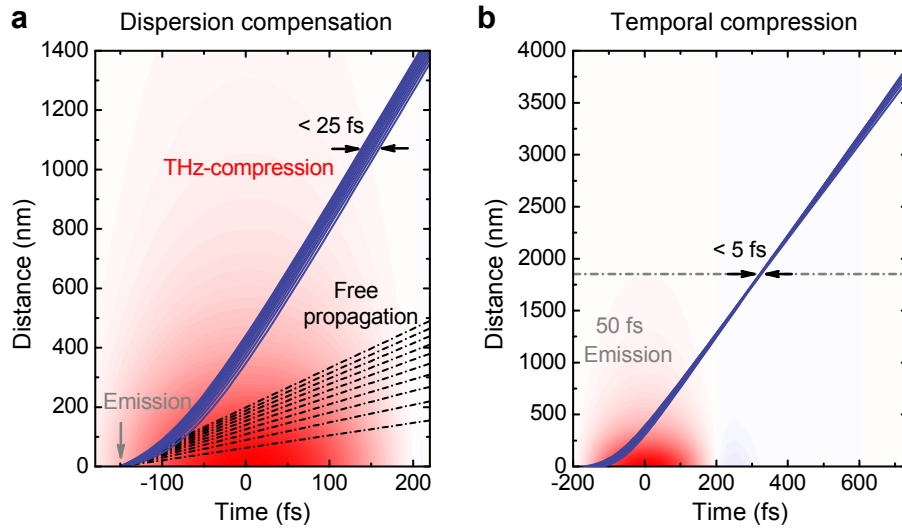 a
Dispersion compensation
1400
1200
1000
800
600
400
200
0
Distance (nm)
< 25 fs
THz-compression
Free
propagation
Emission
-100
0
100
200
Time (fs)
b
Temporal compression
4000
3500
3000
2500
2000
1500
1000
500
0
Distance (nm)
< 5 fs
50 fs
Emission
-200
0
200
400
600
Time (fs)